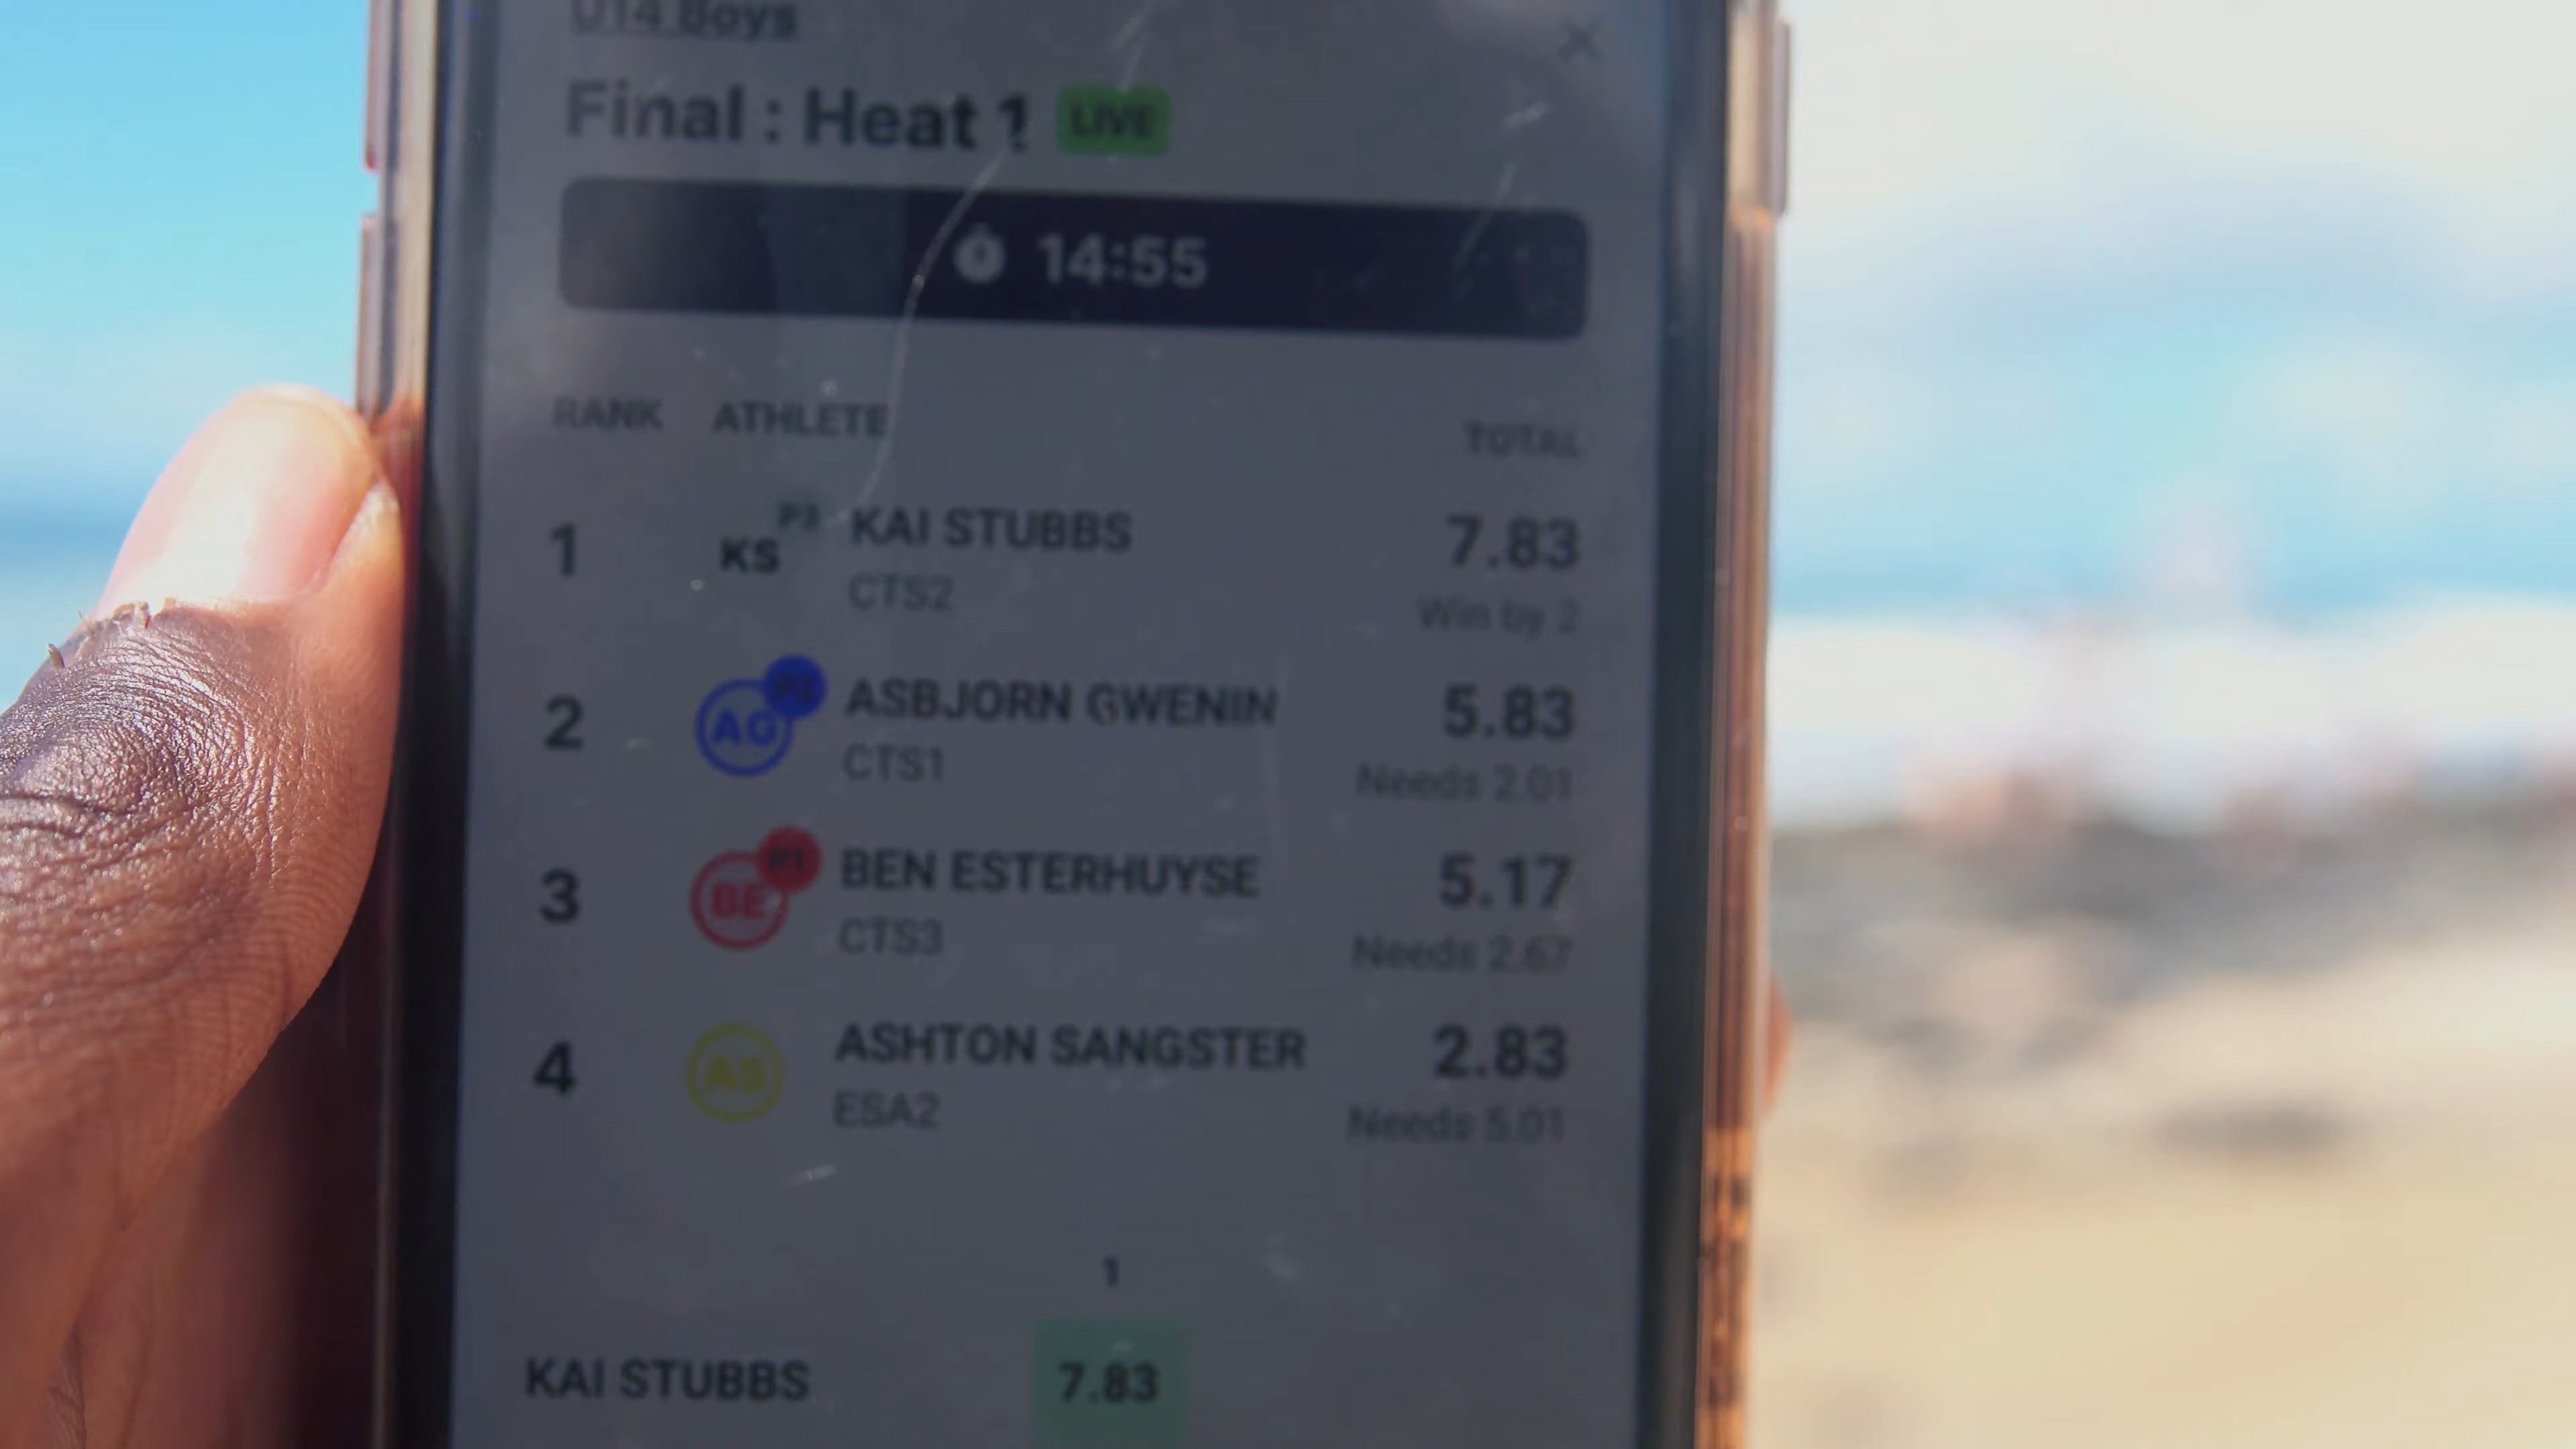 U14 Boys
Final : Heat 1 LIVE
14:55
RANK ATHLETE TOTAL
1 KS P3 KAI STUBBS 7.83
CTS2 Win by 2
2 AG P2 ASBJORN GWENIN 5.83
CTS1 Needs 2.01
3 BE P1 BEN ESTERHUYSE 5.17
CTS3 Needs 2.67
4 AS ASHTON SANGSTER 2.83
ESA2 Needs 5.01
1
KAI STUBBS 7.83